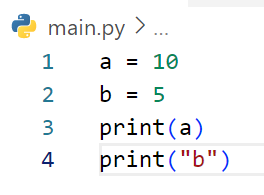 main.py > ...
1 a = 10
2 b = 5
3 print(a)
4 print("b")